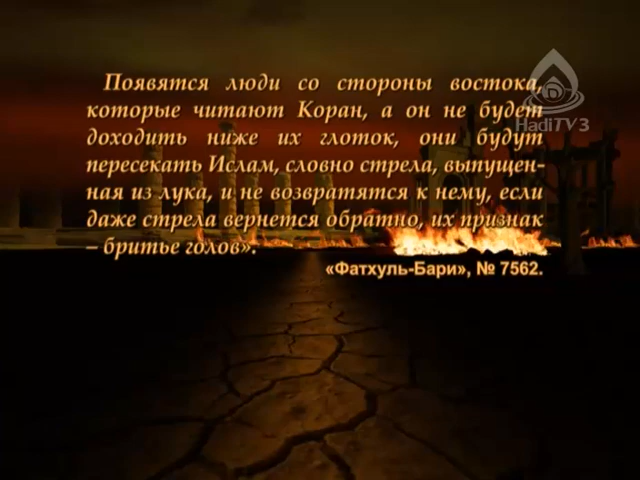 Появятся люди со стороны востока,
которые читают Коран, а он не будет
доходить ниже их глоток, они будут
пересекать Ислам, словно стрела, выпущен-
ная из лука, и не возвратятся к нему, если
даже стрела вернется обратно, их признак
– бритье голов».
«Фатхуль-Бари», № 7562.
HadiTV3